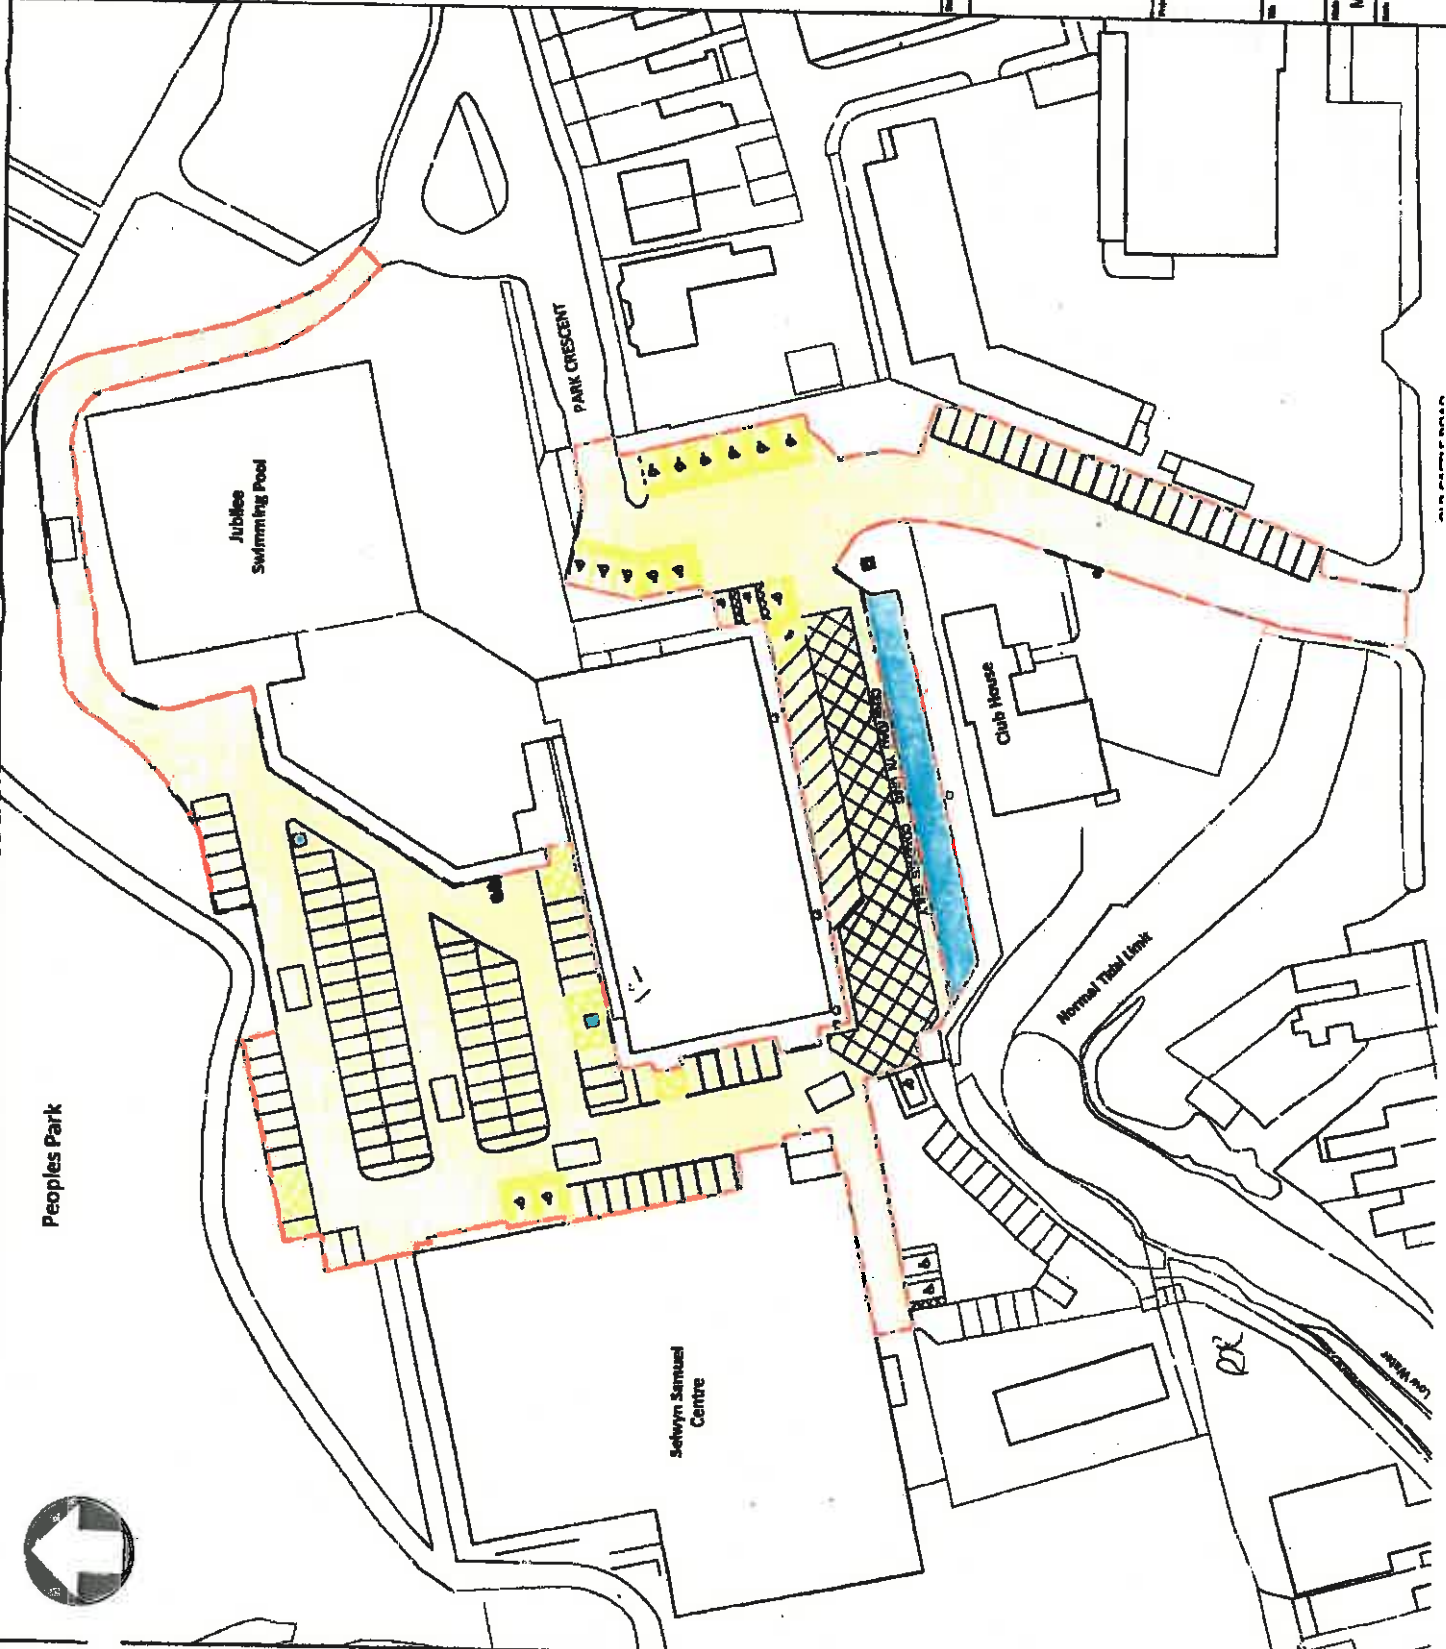 PARK CRESCENT
Jubilee
Swimming Pool
Club House
Peoples Park
Normal Tidal Limit
Selwyn Samuel
Centre
Low Water